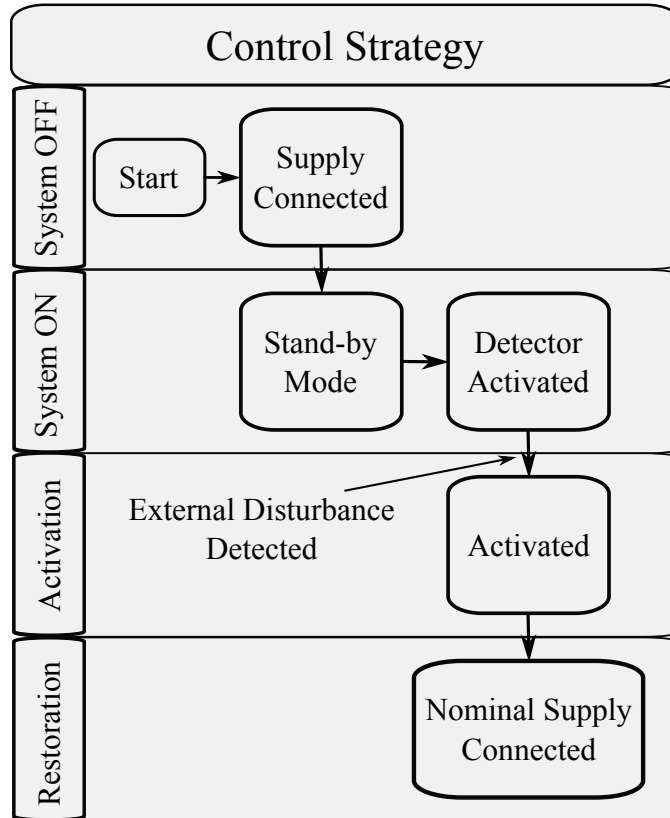 Control Strategy
System OFF
Start
Supply
Connected
System ON
Stand-by
Mode
Detector
Activated
Activation
External Disturbance
Detected
Activated
Restoration
Nominal Supply
Connected